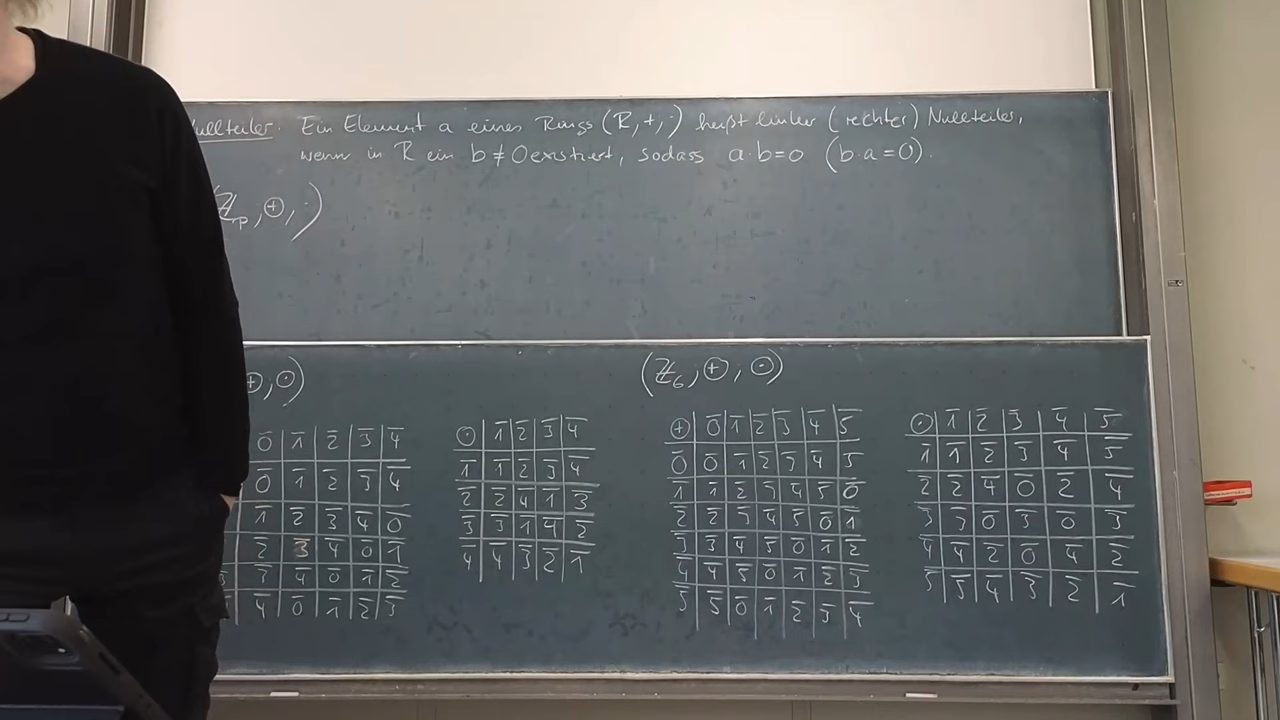 Nullteiler. Ein Element a eines Rings (R, +, ·) heißt linker (rechter) Nullteiler,
wenn in R ein b ≠ 0 existiert, sodass a·b=0 (b·a=0).
(ℤp, ⊕, ·)
⊕, ⊙)
0̄ 1̄ 2̄ 3̄ 4̄
0̄ 1̄ 2̄ 3̄ 4̄
1̄ 2̄ 3̄ 4̄ 0̄
2̄ 3̄ 4̄ 0̄ 1̄
3̄ 3̄ 4̄ 0̄ 1̄ 2̄
4̄ 0̄ 1̄ 2̄ 3̄
⊙ 1̄ 2̄ 3̄ 4̄
1̄ 1̄ 2̄ 3̄ 4̄
2̄ 2̄ 4̄ 1̄ 3̄
3̄ 3̄ 1̄ 4̄ 2̄
4̄ 4̄ 3̄ 2̄ 1̄
(ℤ6, ⊕, ⊙)
⊕ 0̄ 1̄ 2̄ 3̄ 4̄ 5̄
0̄ 0̄ 1̄ 2̄ 3̄ 4̄ 5̄
1̄ 1̄ 2̄ 3̄ 4̄ 5̄ 0̄
2̄ 2̄ 3̄ 4̄ 5̄ 0̄ 1̄
3̄ 3̄ 4̄ 5̄ 0̄ 1̄ 2̄
4̄ 4̄ 5̄ 0̄ 1̄ 2̄ 3̄
5̄ 5̄ 0̄ 1̄ 2̄ 3̄ 4̄
⊙ 1̄ 2̄ 3̄ 4̄ 5̄
1̄ 1̄ 2̄ 3̄ 4̄ 5̄
2̄ 2̄ 4̄ 0̄ 2̄ 4̄
3̄ 3̄ 0̄ 3̄ 0̄ 3̄
4̄ 4̄ 2̄ 0̄ 4̄ 2̄
5̄ 5̄ 4̄ 3̄ 2̄ 1̄